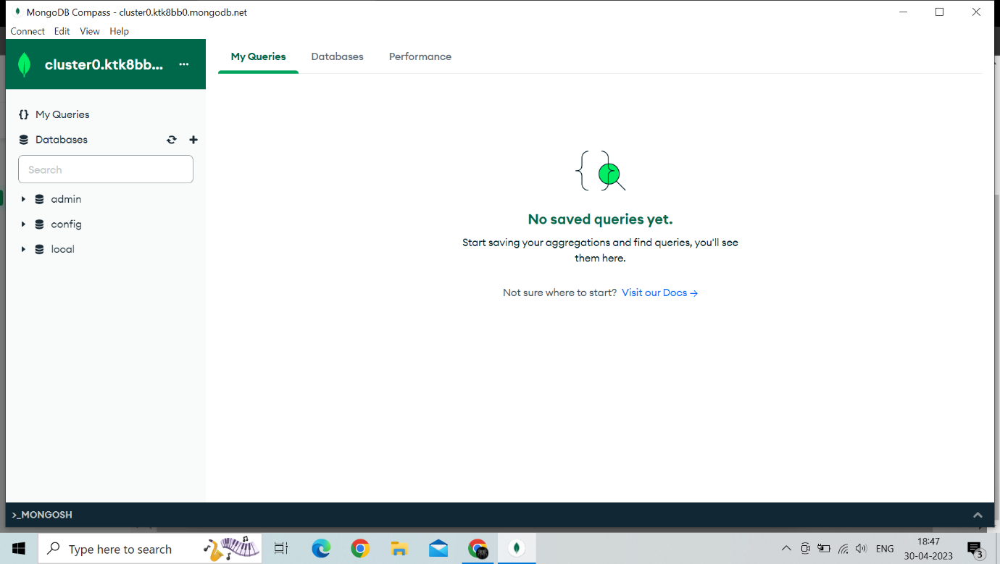 MongoDB Compass - cluster0.ktk8bb0.mongodb.net
Connect Edit View Help
cluster0.ktk8bb... ...
My Queries Databases Performance
{} My Queries
Databases
Search
admin
config
local
No saved queries yet.
Start saving your aggregations and find queries, you'll see
them here.
Not sure where to start? Visit our Docs →
>_MONGOSH
Type here to search
ENG
18:47
30-04-2023
3